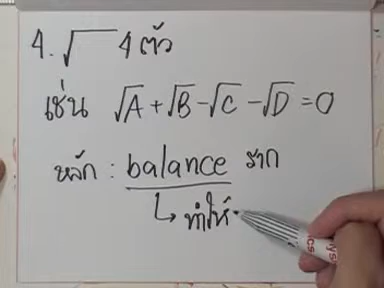 4. √ 4 ตัว
เช่น √A + √B - √C - √D = 0
หลัก : balance ราก
↳ ทำให้